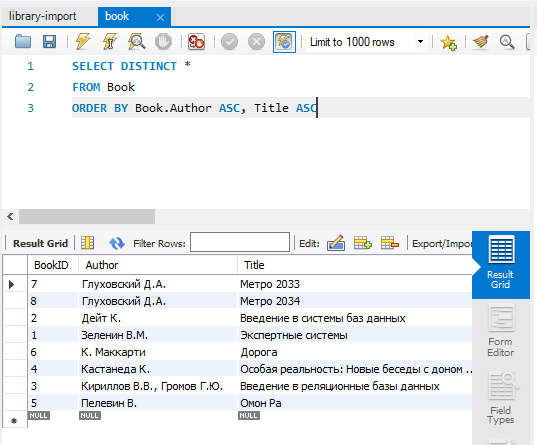 library-import book
Limit to 1000 rows
1 SELECT DISTINCT *
2 FROM Book
3 ORDER BY Book.Author ASC, Title ASC
Result Grid Filter Rows: Edit: Export/Impor
BookID Author Title
7 Глуховский Д.А. Метро 2033
8 Глуховский Д.А. Метро 2034
2 Дейт К. Введение в системы баз данных
1 Зеленин В.М. Экспертные системы
6 К. Маккарти Дорога
4 Кастанеда К. Особая реальность: Новые беседы с доном ...
3 Кириллов В.В., Громов Г.Ю. Введение в реляционные базы данных
5 Пелевин В. Омон Ра
NULL NULL NULL
Result
Grid
Form
Editor
Field
Types